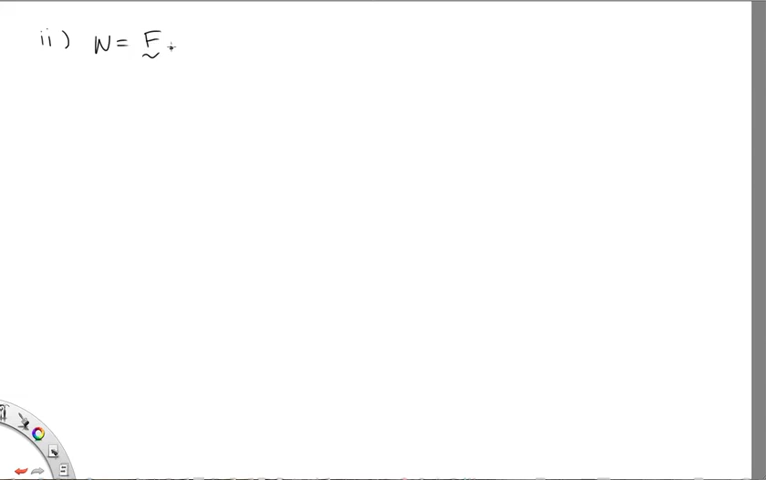 ii) W = F̰ ·